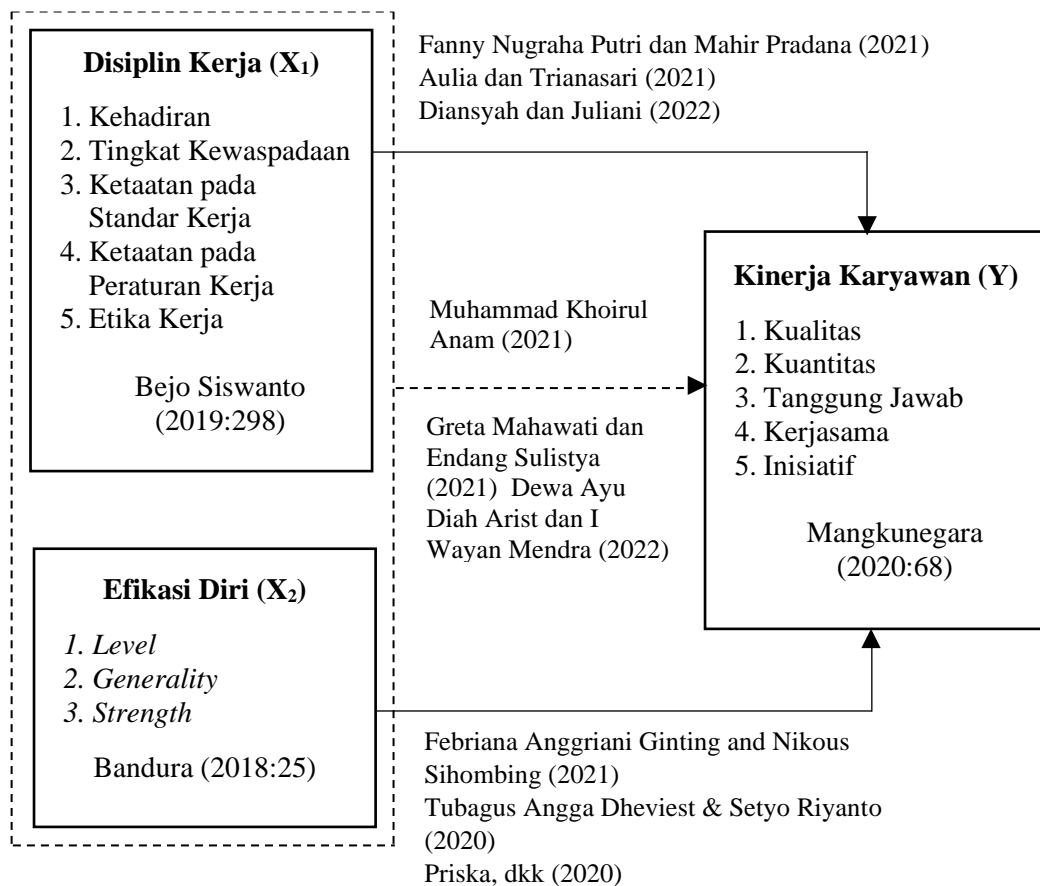 Disiplin Kerja (X₁)
1. Kehadiran
2. Tingkat Kewaspadaan
3. Ketaatan pada
Standar Kerja
4. Ketaatan pada
Peraturan Kerja
5. Etika Kerja
Bejo Siswanto
(2019:298)
Fanny Nugraha Putri dan Mahir Pradana (2021)
Aulia dan Trianasari (2021)
Diansyah dan Juliani (2022)
Muhammad Khoirul
Anam (2021)
Greta Mahawati dan
Endang Sulistya
(2021) Dewa Ayu
Diah Arist dan I
Wayan Mendra (2022)
Kinerja Karyawan (Y)
1. Kualitas
2. Kuantitas
3. Tanggung Jawab
4. Kerjasama
5. Inisiatif
Mangkunegara
(2020:68)
Efikasi Diri (X₂)
1. Level
2. Generality
3. Strength
Bandura (2018:25)
Febriana Anggriani Ginting and Nikous
Sihombing (2021)
Tubagus Angga Dheviest & Setyo Riyanto
(2020)
Priska, dkk (2020)